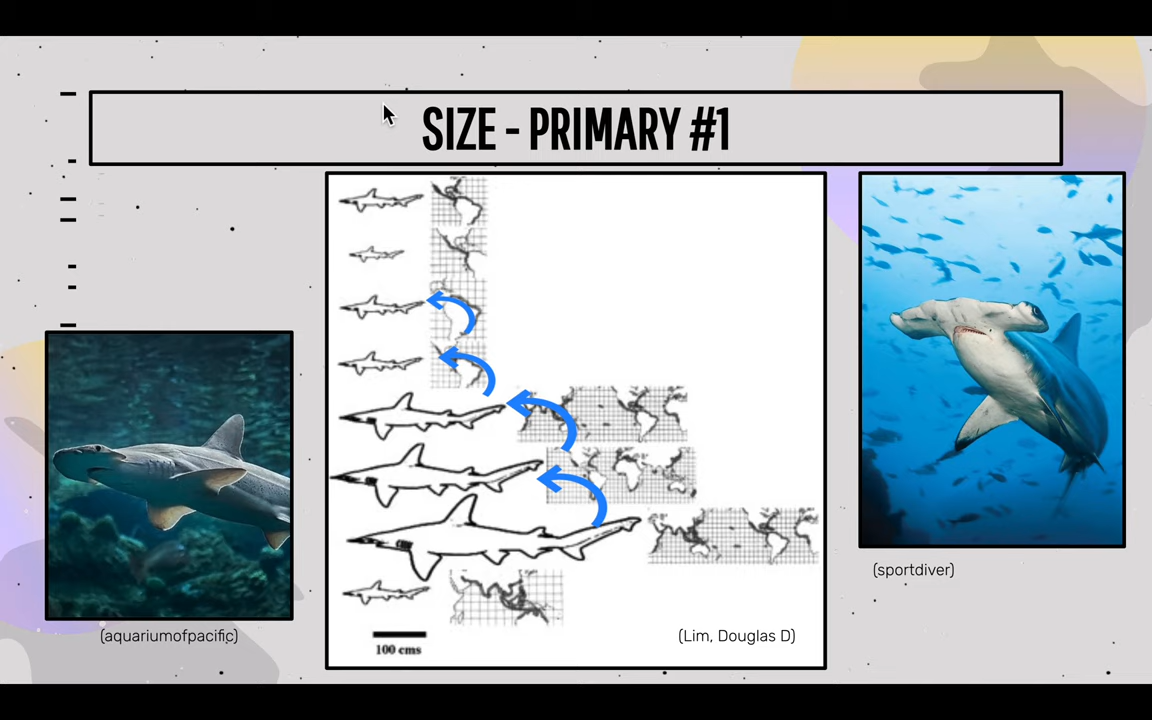 SIZE - PRIMARY #1
(sportdiver)
(aquariumofpacific)
(Lim, Douglas D)
100 cms